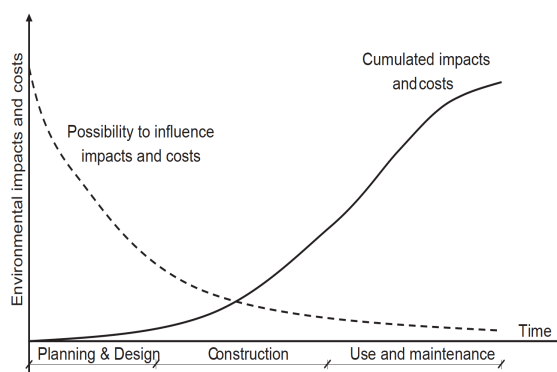 Cumulated impacts
and costs
Possibility to influence
impacts and costs
Environmental impacts and costs
Time
Planning & Design
Construction
Use and maintenance